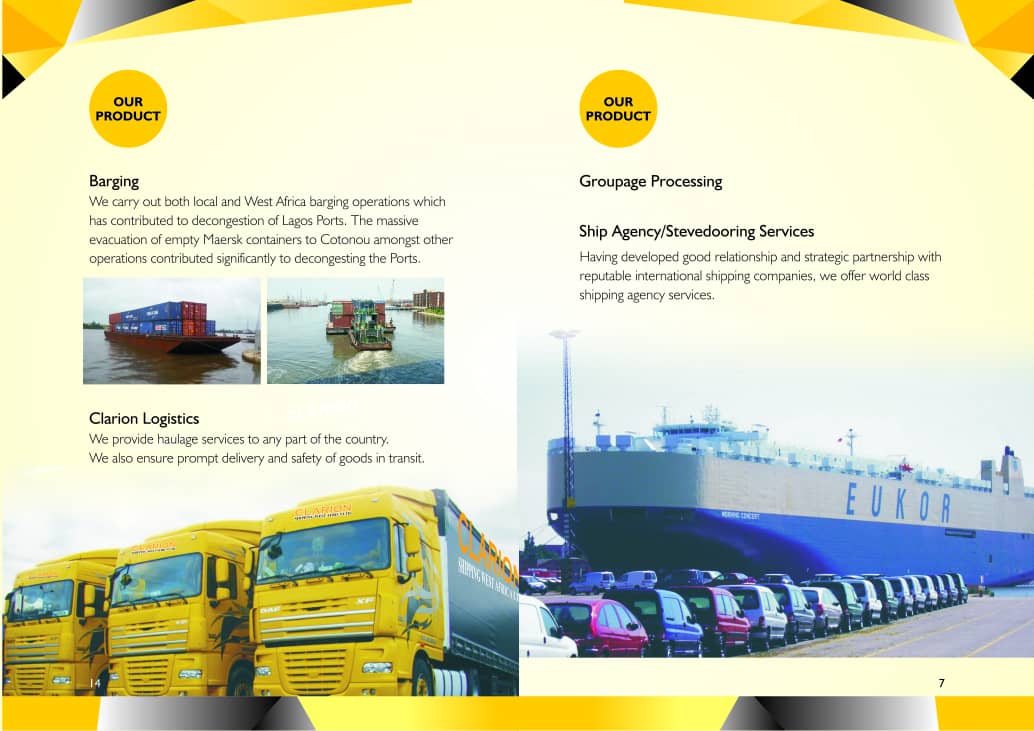 OUR
PRODUCT
Barging
We carry out both local and West Africa barging operations which
has contributed to decongestion of Lagos Ports. The massive
evacuation of empty Maersk containers to Cotonou amongst other
operations contributed significantly to decongesting the Ports.
Clarion Logistics
We provide haulage services to any part of the country.
We also ensure prompt delivery and safety of goods in transit.
CLARION
SHIPPING WEST AFRICA LTD
CLARION
CLARION
CLARION
SHIPPING WEST AFRICA L
DAF
XF
14
OUR
PRODUCT
Groupage Processing
Ship Agency/Stevedooring Services
Having developed good relationship and strategic partnership with
reputable international shipping companies, we offer world class
shipping agency services.
EUKOR
MORNING CONCERT
7